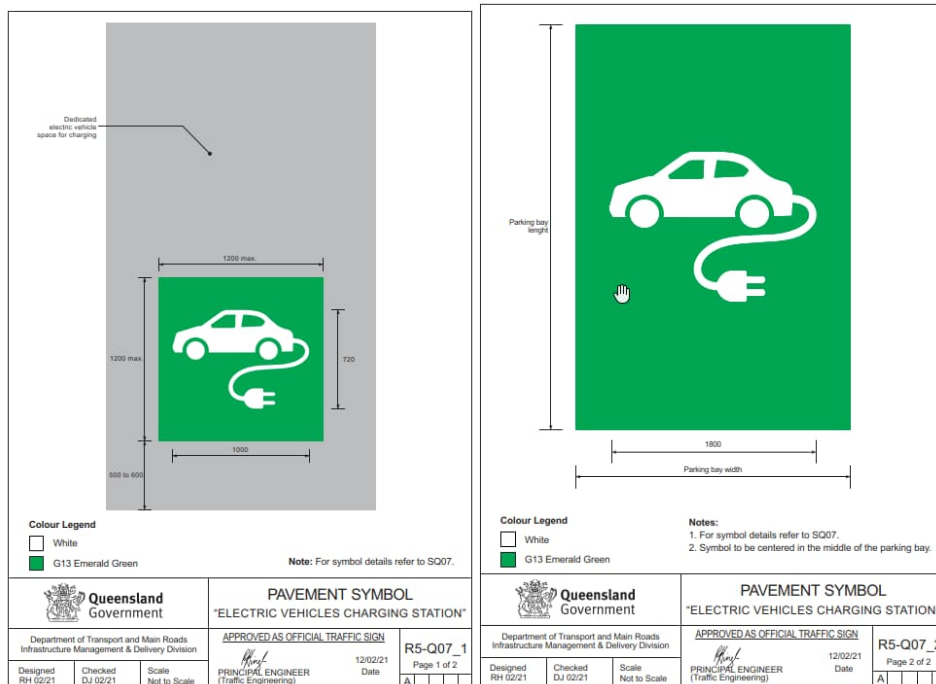 Dedicated
electric vehicle
space for charging
1200 max.
1200 max.
720
1000
500 to 600
Colour Legend
White
G13 Emerald Green
Note: For symbol details refer to SQ07.
Queensland
Government
PAVEMENT SYMBOL
"ELECTRIC VEHICLES CHARGING STATION"
Department of Transport and Main Roads
Infrastructure Management & Delivery Division
APPROVED AS OFFICIAL TRAFFIC SIGN
PRINCIPAL ENGINEER
(Traffic Engineering)
12/02/21
Date
R5-Q07_1
Page 1 of 2
Designed
RH 02/21
Checked
DJ 02/21
Scale
Not to Scale
A
Parking bay
lenght
1800
Parking bay width
Colour Legend
White
G13 Emerald Green
Notes:
1. For symbol details refer to SQ07.
2. Symbol to be centered in the middle of the parking bay.
Queensland
Government
PAVEMENT SYMBOL
"ELECTRIC VEHICLES CHARGING STATION
Department of Transport and Main Roads
Infrastructure Management & Delivery Division
APPROVED AS OFFICIAL TRAFFIC SIGN
PRINCIPAL ENGINEER
(Traffic Engineering)
12/02/21
Date
R5-Q07_2
Page 2 of 2
Designed
RH 02/21
Checked
DJ 02/21
Scale
Not to Scale
A